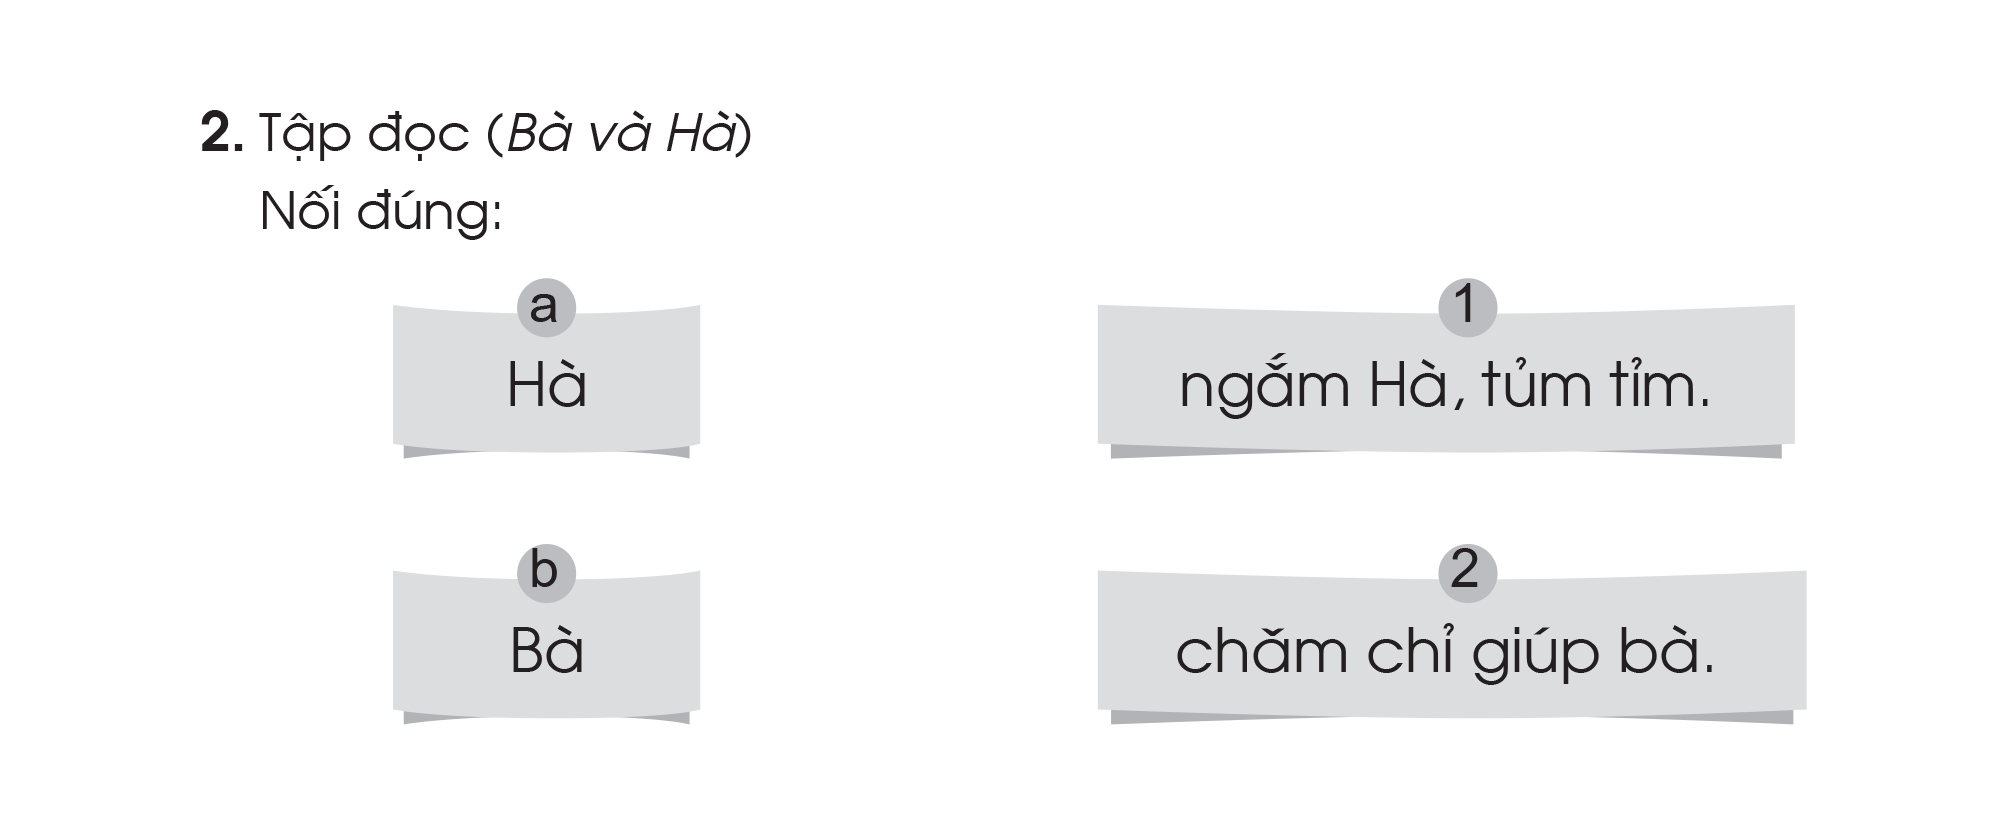 2. Tập đọc (Bà và Hà)
Nối đúng:
a
Hà
1
ngắm Hà, tủm tỉm.
b
Bà
2
chăm chỉ giúp bà.